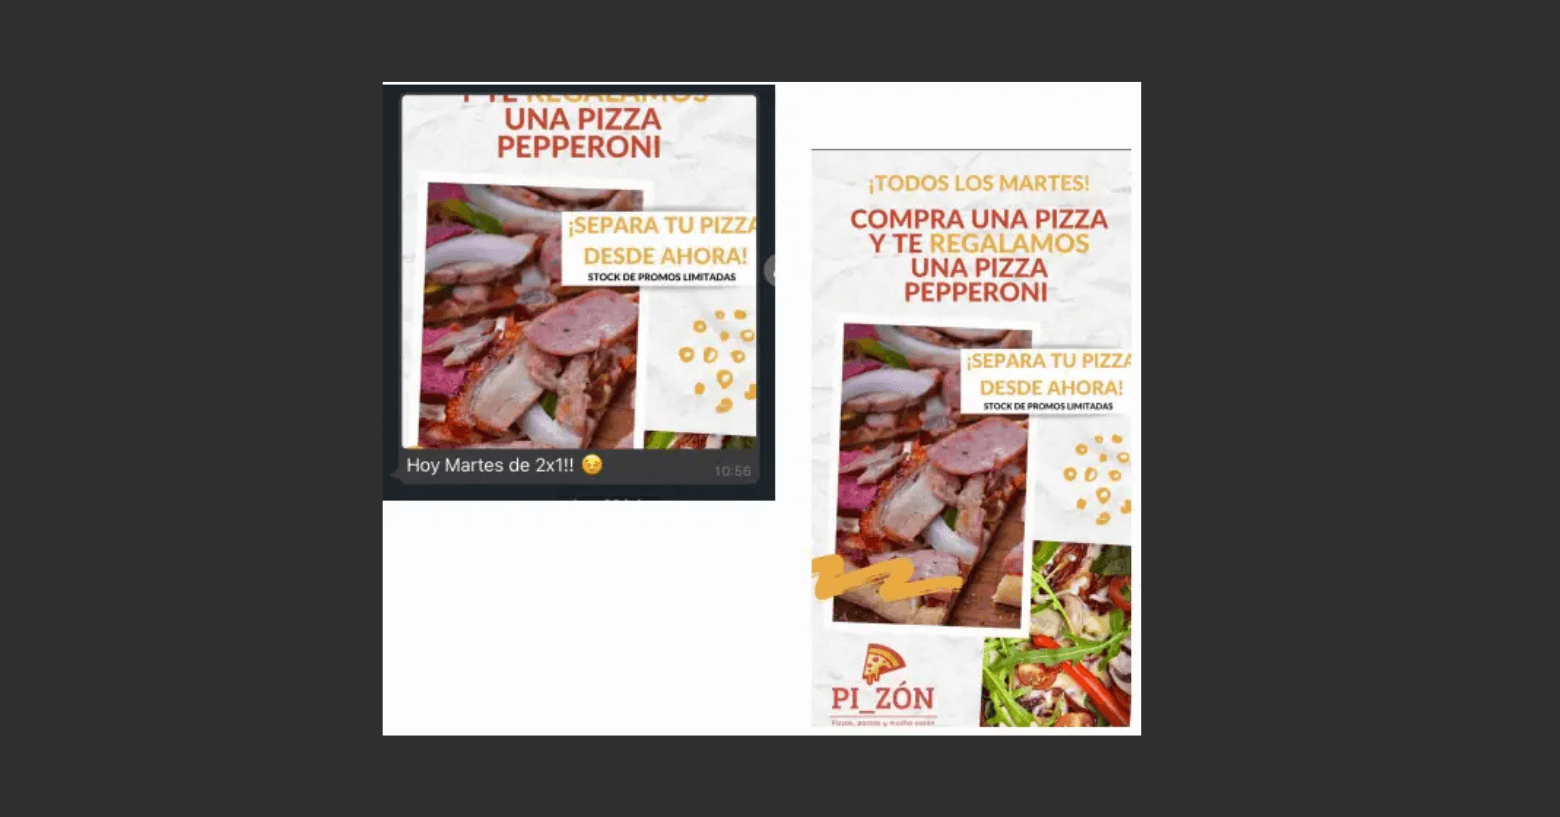 UNA PIZZA
PEPPERONI
¡SEPARA TU PIZZA
DESDE AHORA!
STOCK DE PROMOS LIMITADAS
Hoy Martes de 2x1!! 😉
10:56
¡TODOS LOS MARTES!
COMPRA UNA PIZZA
Y TE REGALAMOS
UNA PIZZA
PEPPERONI
¡SEPARA TU PIZZA
DESDE AHORA!
STOCK DE PROMOS LIMITADAS
PI_ZÓN